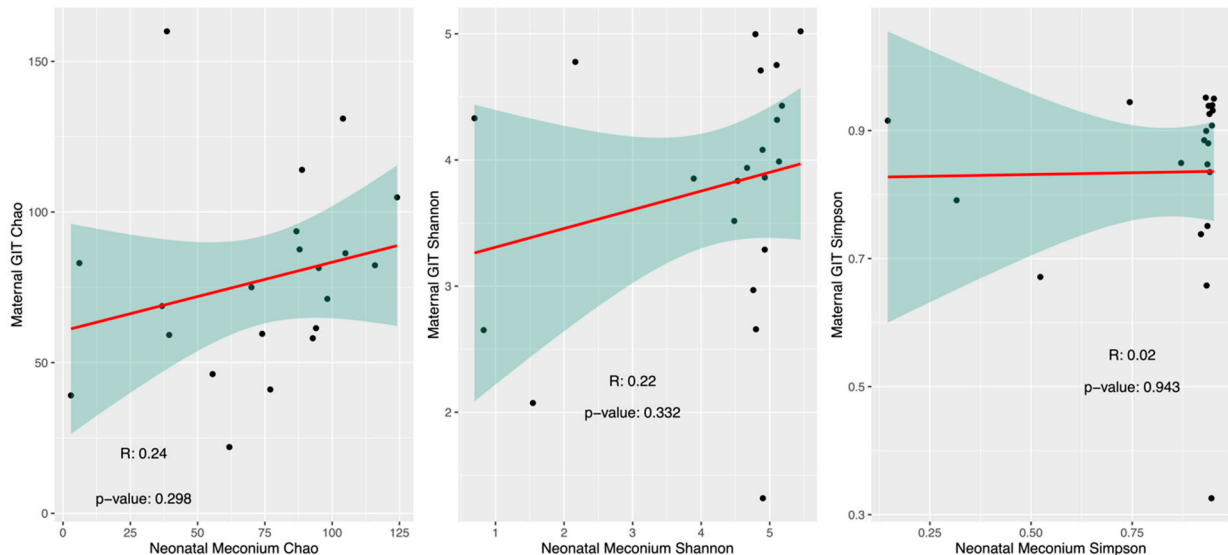 150
100
50
0
Maternal GIT Chao
R: 0.24
p-value: 0.298
0 25 50 75 100 125
Neonatal Meconium Chao
5
4
3
2
Maternal GIT Shannon
R: 0.22
p-value: 0.332
1 2 3 4 5
Neonatal Meconium Shannon
0.9
0.7
0.5
0.3
Maternal GIT Simpson
R: 0.02
p-value: 0.943
0.25 0.50 0.75
Neonatal Meconium Simpson